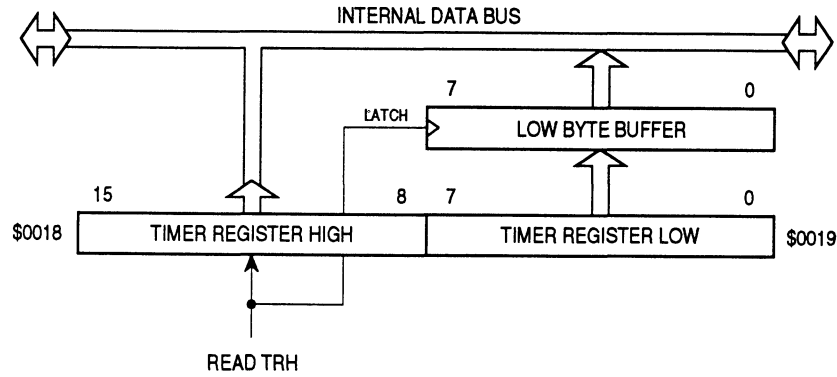 INTERNAL DATA BUS
7 0
LATCH
LOW BYTE BUFFER
15 8 7 0
$0018 TIMER REGISTER HIGH TIMER REGISTER LOW $0019
READ TRH